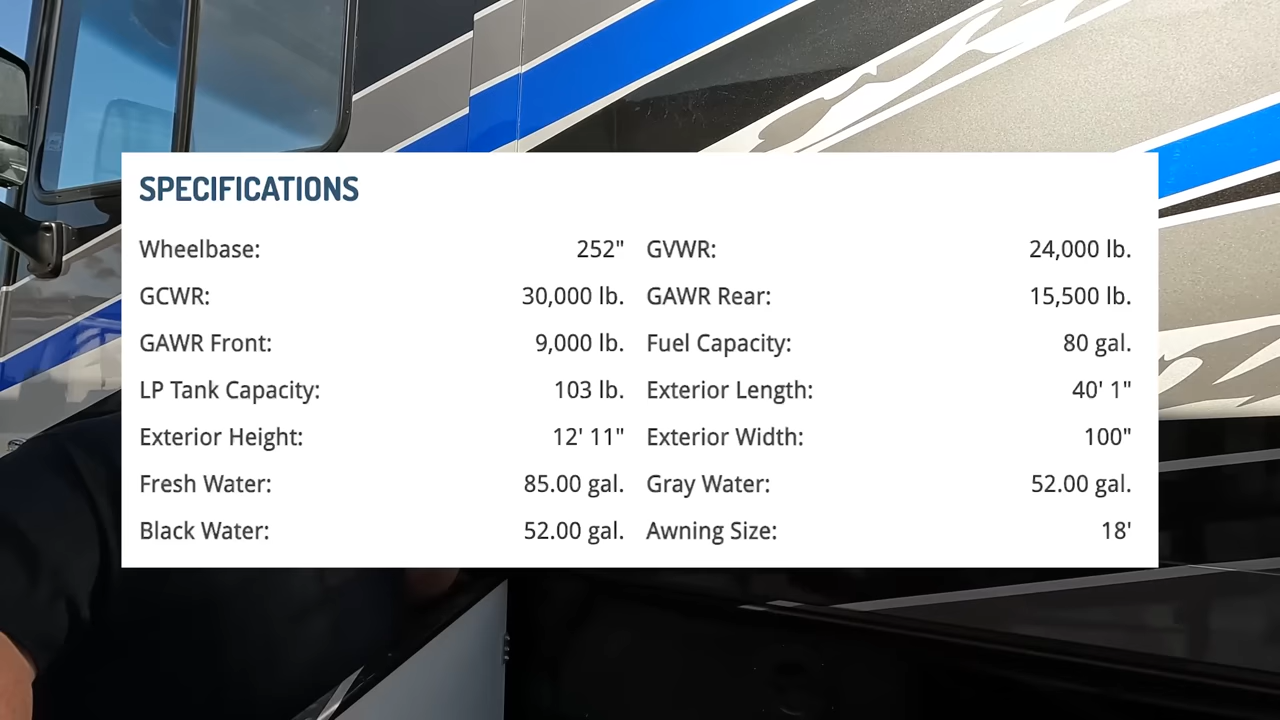 SPECIFICATIONS
Wheelbase: 252" GVWR: 24,000 lb.
GCWR: 30,000 lb. GAWR Rear: 15,500 lb.
GAWR Front: 9,000 lb. Fuel Capacity: 80 gal.
LP Tank Capacity: 103 lb. Exterior Length: 40' 1"
Exterior Height: 12' 11" Exterior Width: 100"
Fresh Water: 85.00 gal. Gray Water: 52.00 gal.
Black Water: 52.00 gal. Awning Size: 18'